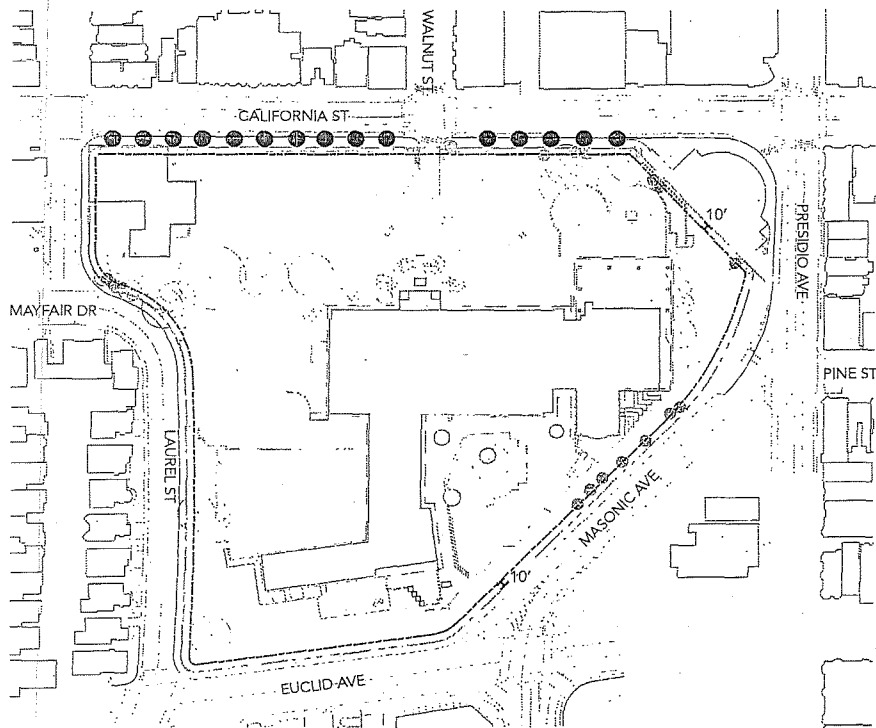 WALNUT ST
CALIFORNIA ST
10'
PRESIDIO AVE
MAYFAIR DR
PINE ST
LAUREL ST
MASONIC AVE
10'
EUCLID AVE